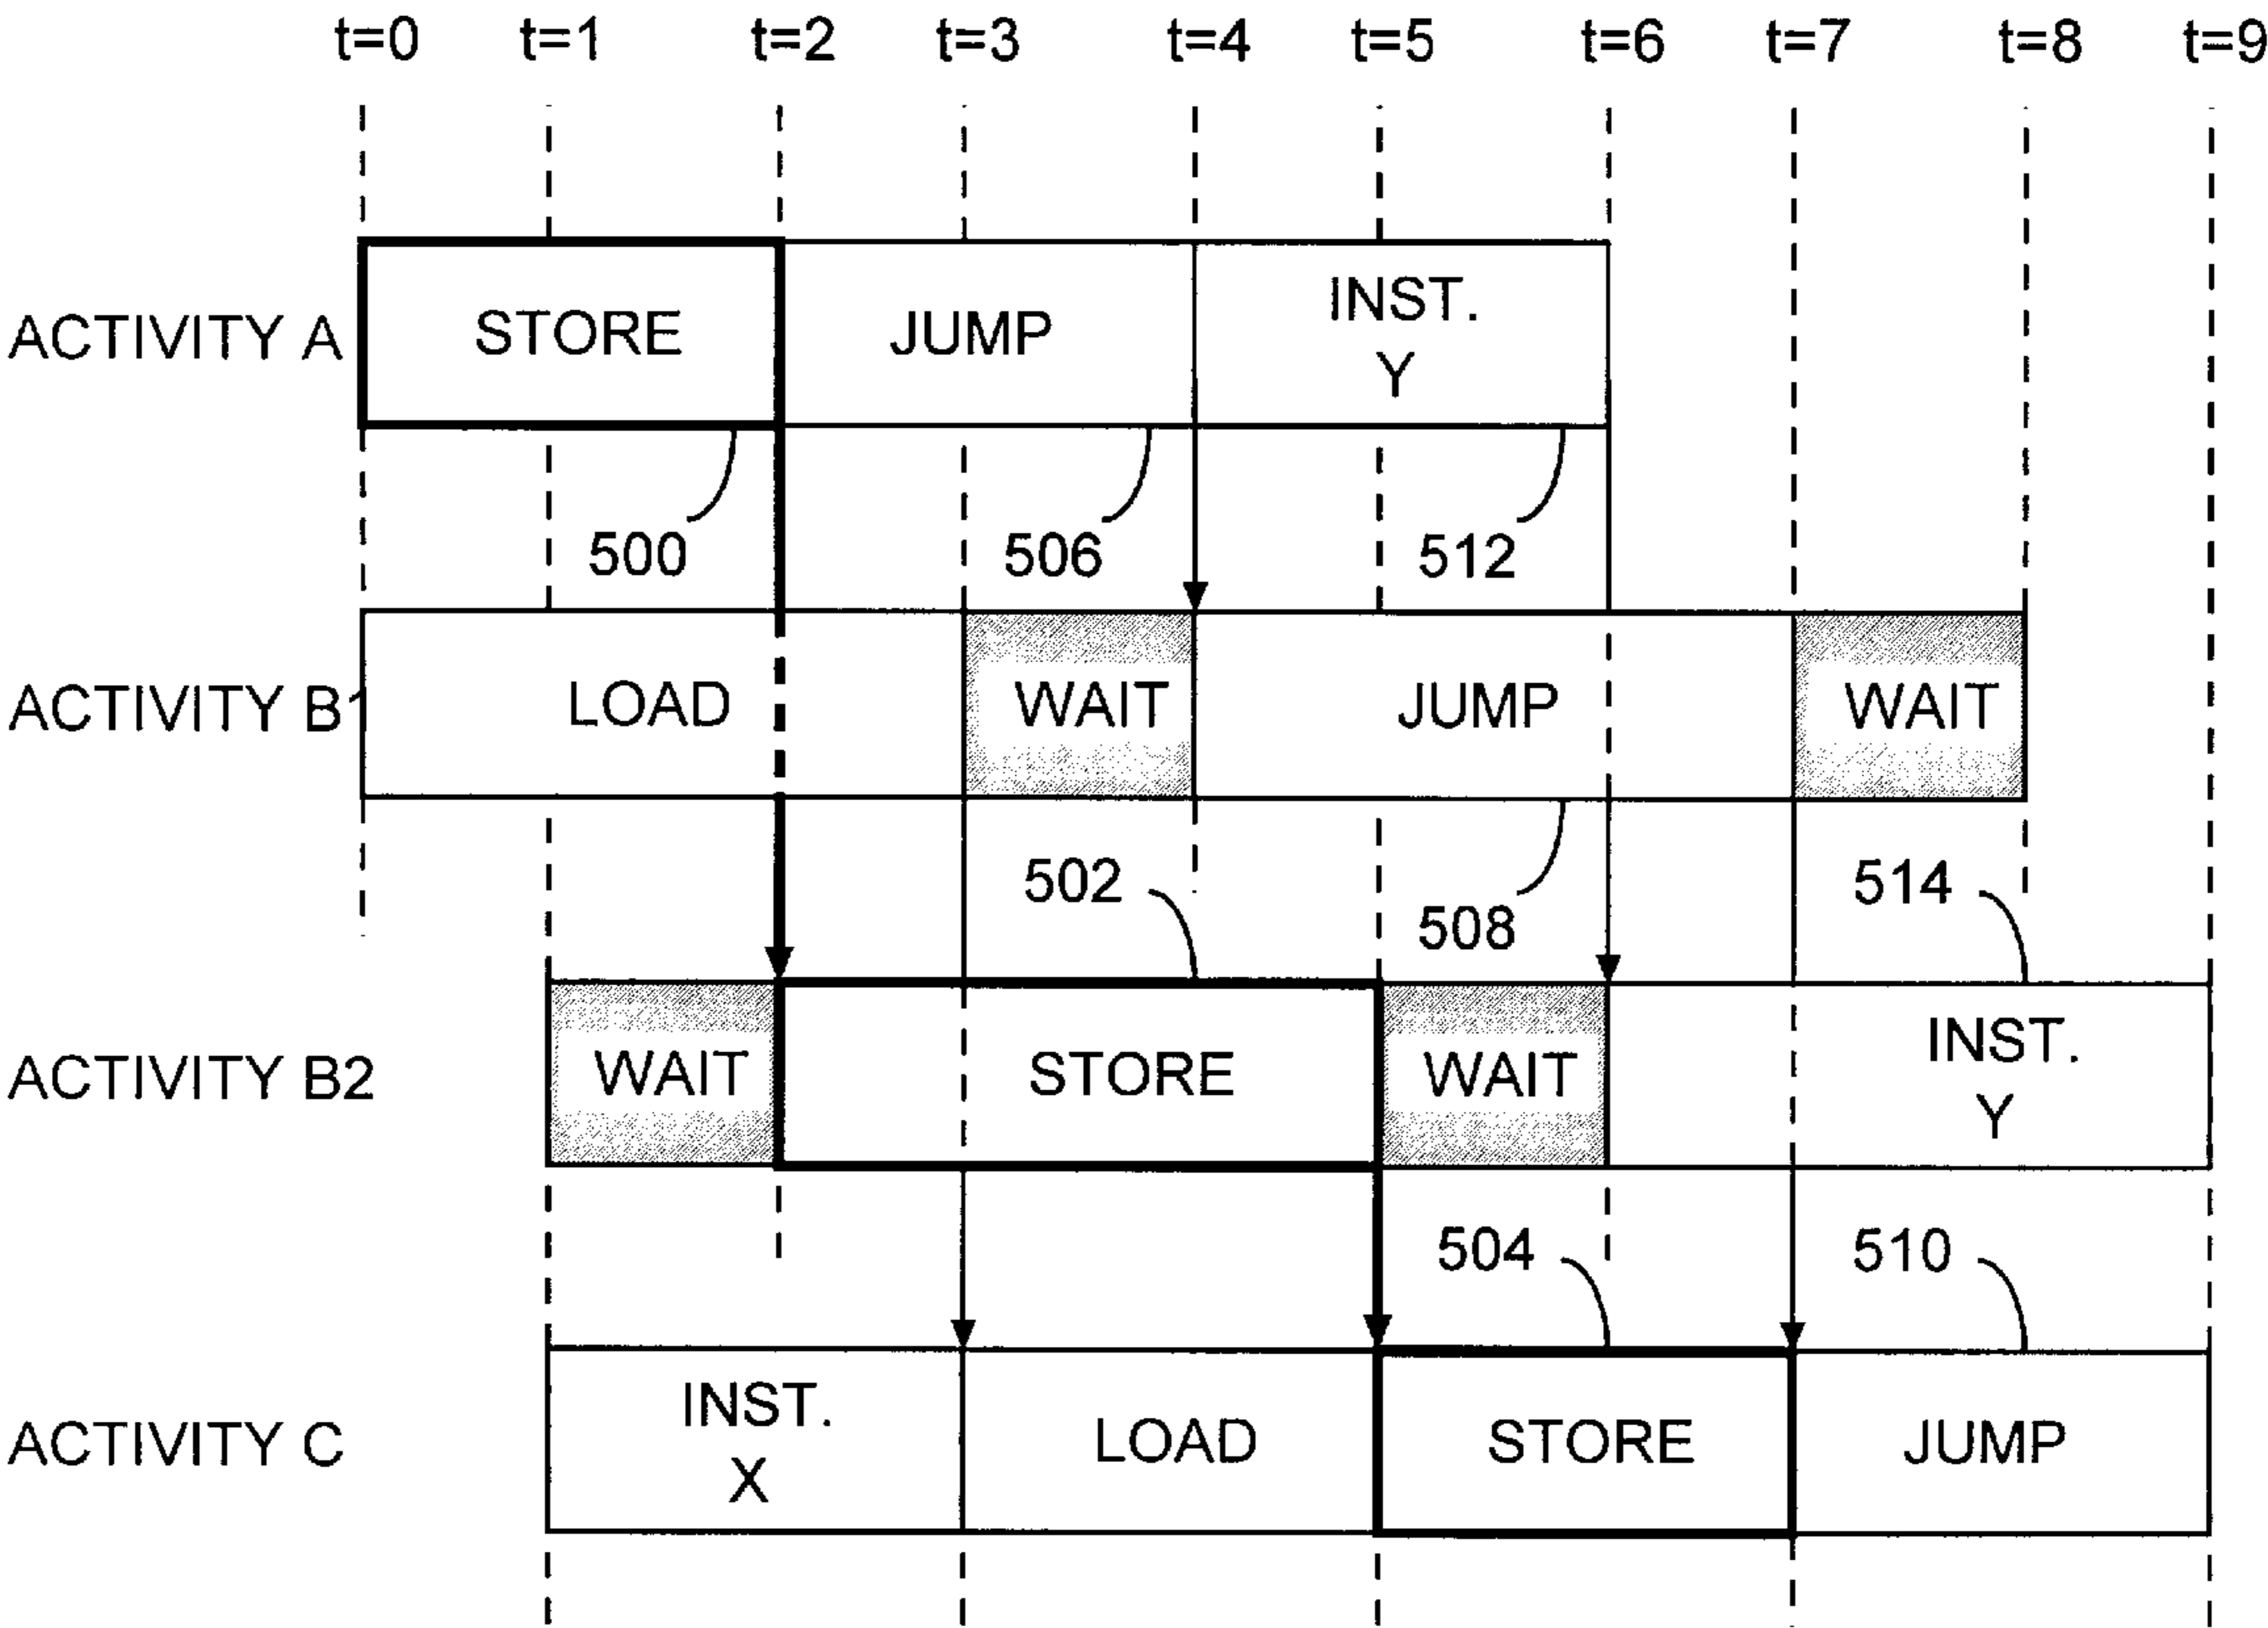 t=0 t=1 t=2 t=3 t=4 t=5 t=6 t=7 t=8 t=9
ACTIVITY A STORE JUMP INST.
Y
500 506 512
ACTIVITY B1 LOAD WAIT JUMP WAIT
502 508 514
ACTIVITY B2 WAIT STORE WAIT INST.
Y
504 510
ACTIVITY C INST.
X LOAD STORE JUMP